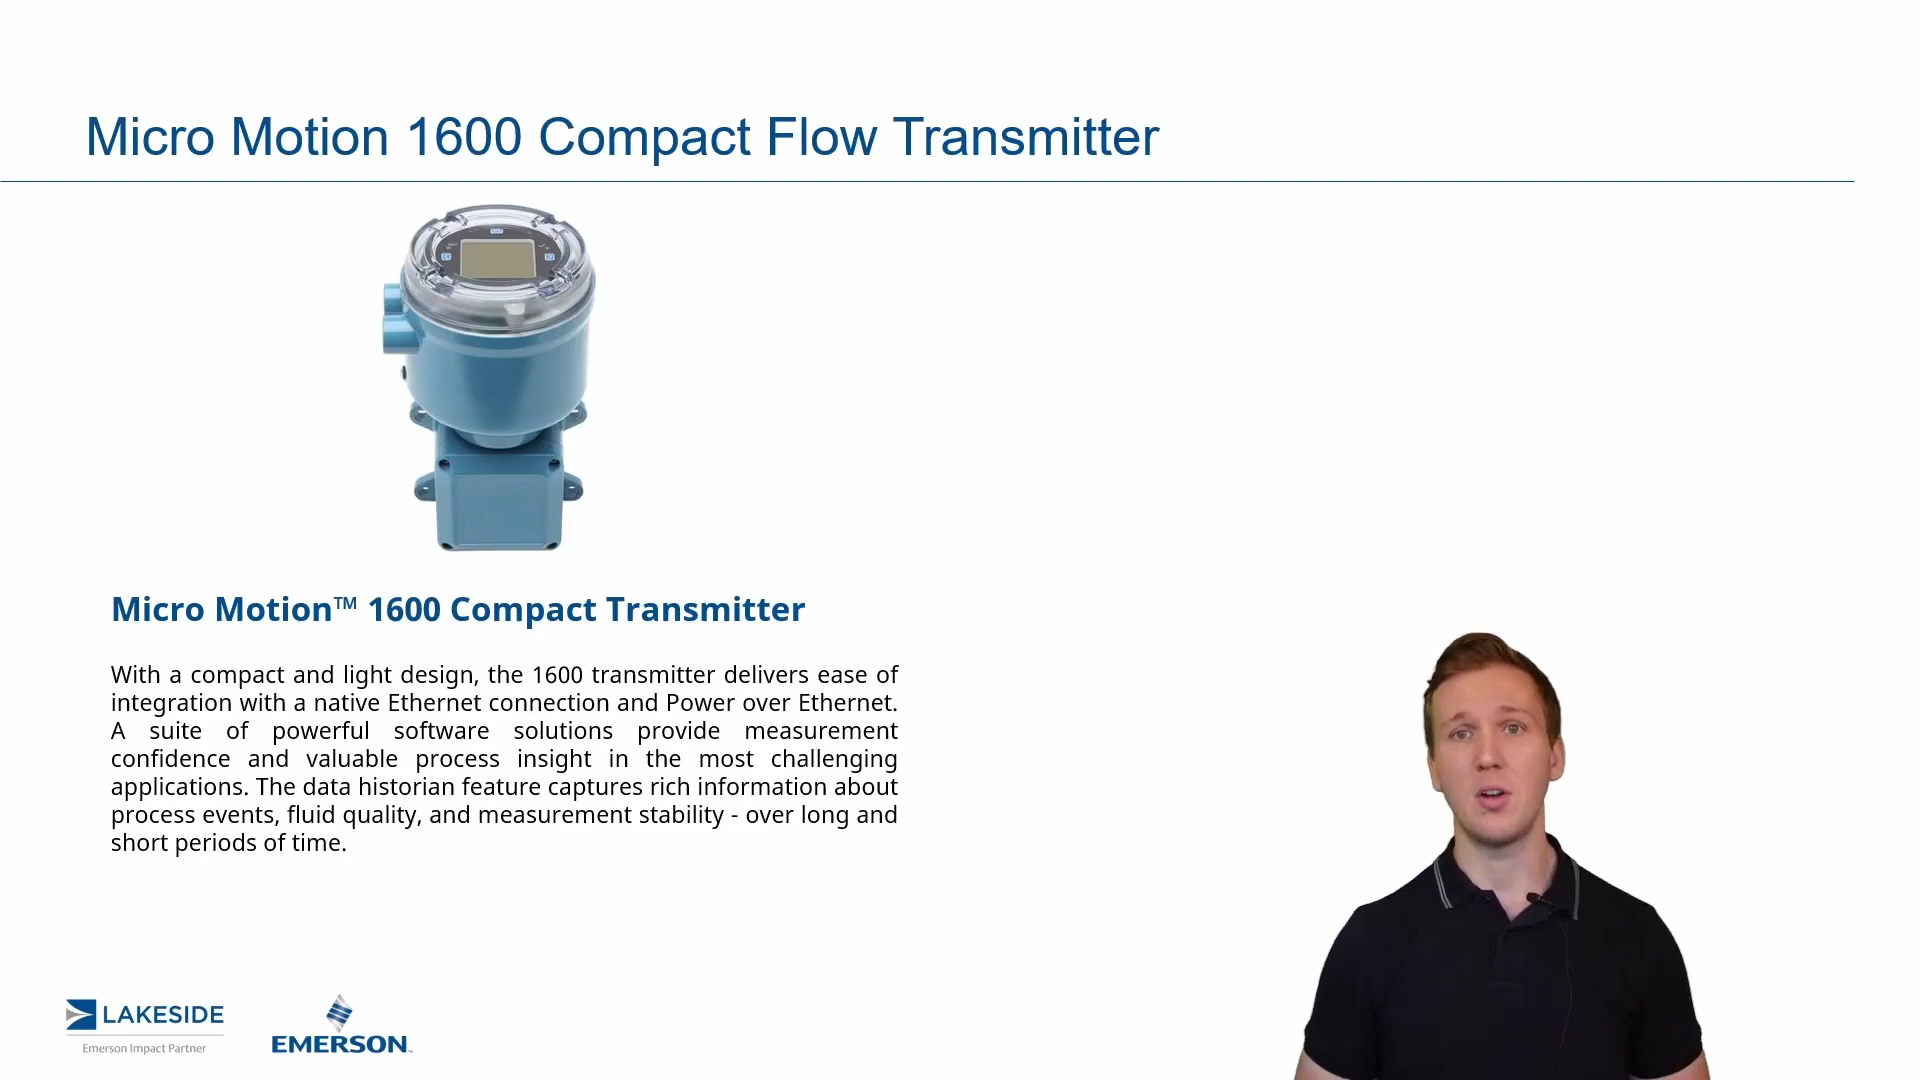 Micro Motion 1600 Compact Flow Transmitter
Micro Motion™ 1600 Compact Transmitter
With a compact and light design, the 1600 transmitter delivers ease of
integration with a native Ethernet connection and Power over Ethernet.
A suite of powerful software solutions provide measurement
confidence and valuable process insight in the most challenging
applications. The data historian feature captures rich information about
process events, fluid quality, and measurement stability - over long and
short periods of time.
LAKESIDE
Emerson Impact Partner
EMERSON™